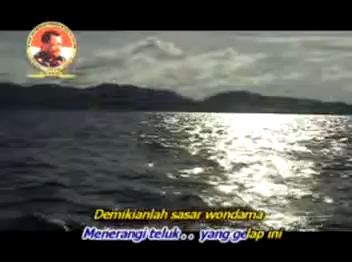 Demikianlah sasar wondama
Menerangi teluk . . yang gelap ini